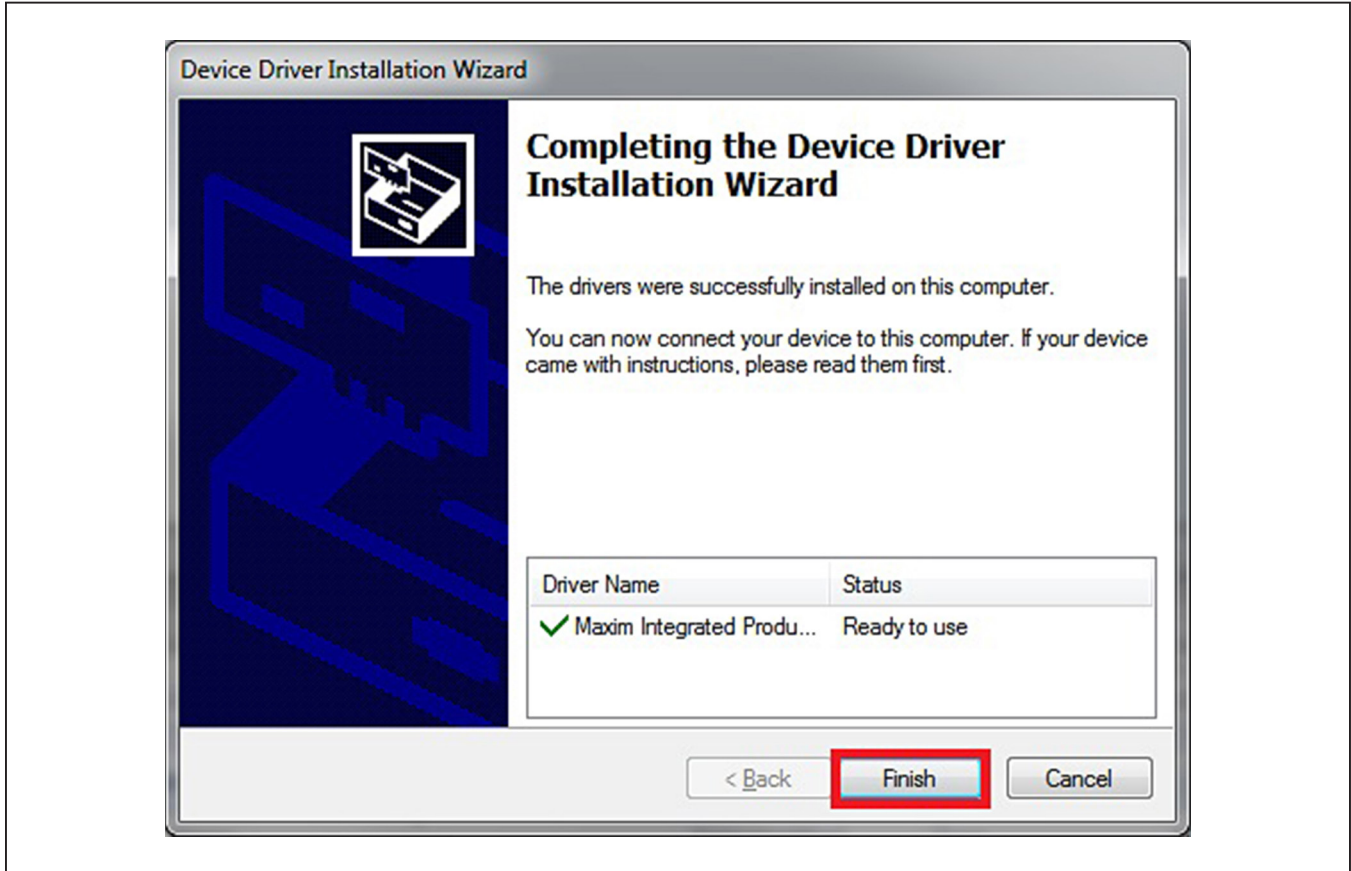 Device Driver Installation Wizard
Completing the Device Driver
Installation Wizard
The drivers were successfully installed on this computer.
You can now connect your device to this computer. If your device
came with instructions, please read them first.
Driver Name Status
Maxim Integrated Produ... Ready to use
< Back Finish Cancel